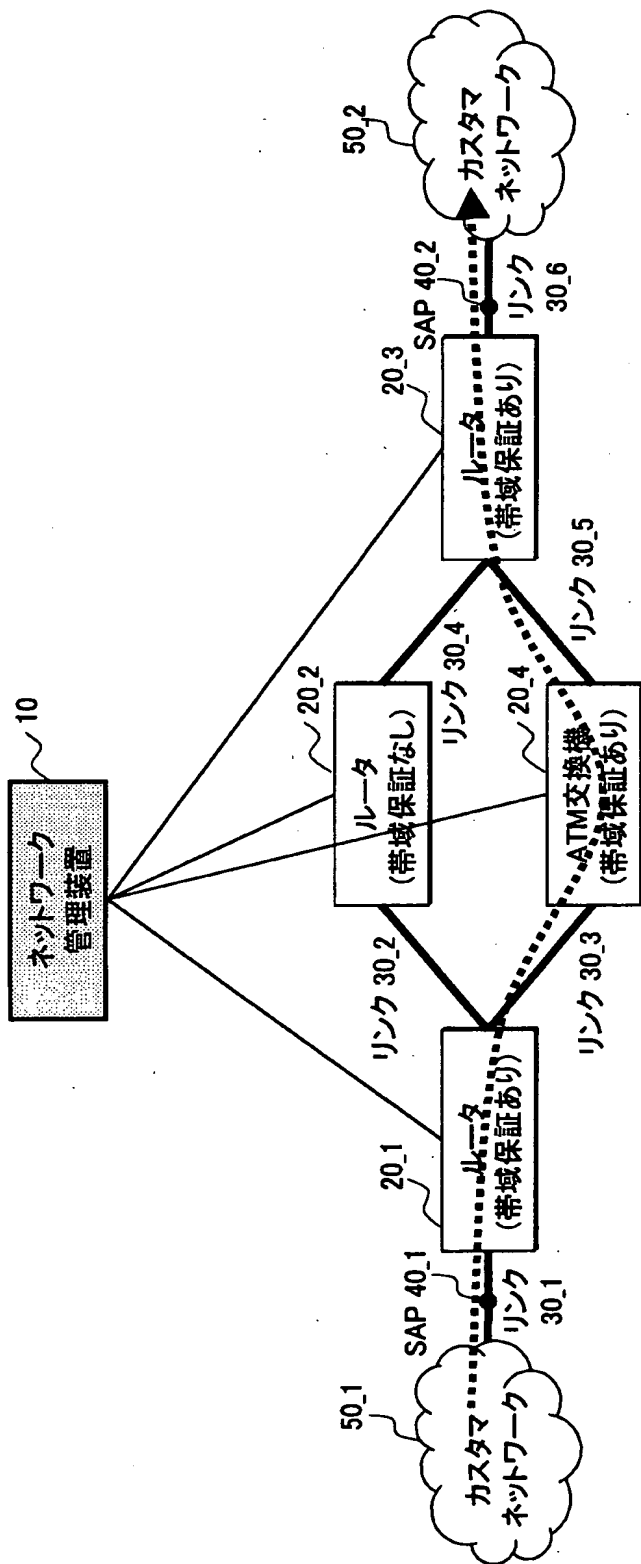 10
ネットワーク
管理装置
50_1
カスタマ
ネットワーク
SAP 40_1
リンク
30_1
20_1
ルータ
(帯域保証あり)
リンク 30_2
リンク 30_3
20_2
ルータ
(帯域保証なし)
20_4
ATM交換機
(帯域保証あり)
リンク 30_4
リンク 30_5
20_3
ルータ
(帯域保証あり)
SAP 40_2
リンク
30_6
50_2
カスタマ
ネットワーク